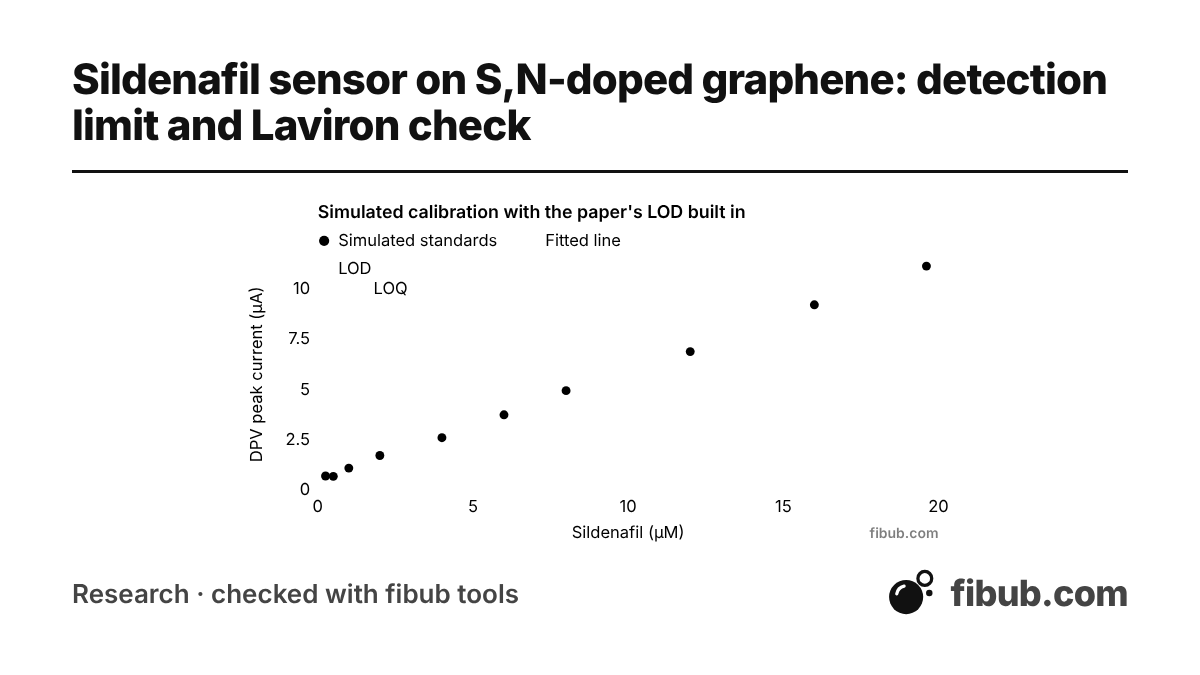 Sildenafil sensor on S,N-doped graphene: detection
limit and Laviron check
Simulated calibration with the paper's LOD built in
Simulated standards
Fitted line
LOD
LOQ
DPV peak current (µA)
10
7.5
5
2.5
0
0
5
10
15
20
Sildenafil (µM)
fibub.com
Research · checked with fibub tools
fibub.com